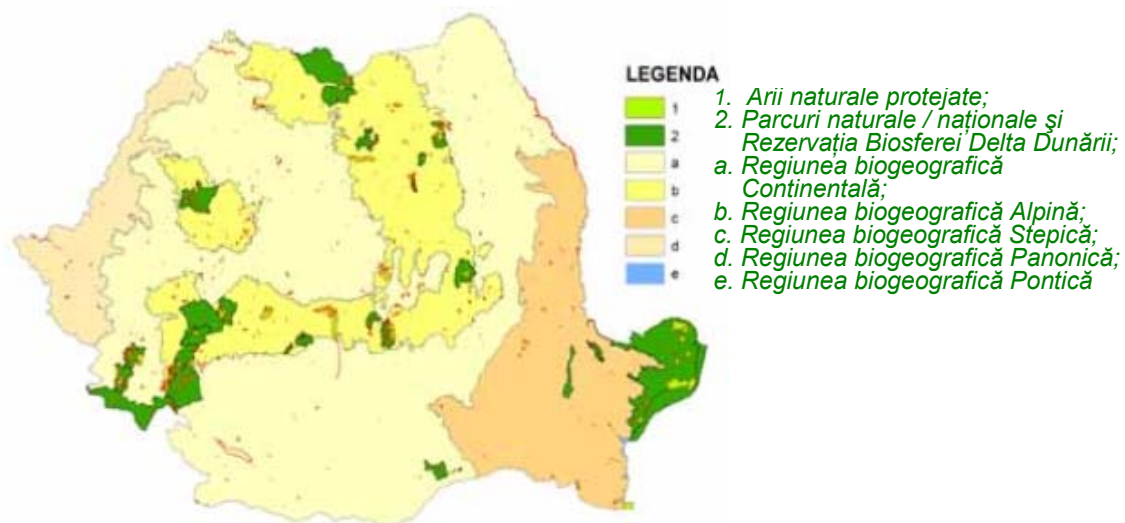 LEGENDA
1
2
a
b
c
d
e
1. Arii naturale protejate;
2. Parcuri naturale / naționale şi
Rezervația Biosferei Delta Dunării;
a. Regiunea biogeografică
Continentală;
b. Regiunea biogeografică Alpină;
c. Regiunea biogeografică Stepică;
d. Regiunea biogeografică Panonică;
e. Regiunea biogeografică Pontică